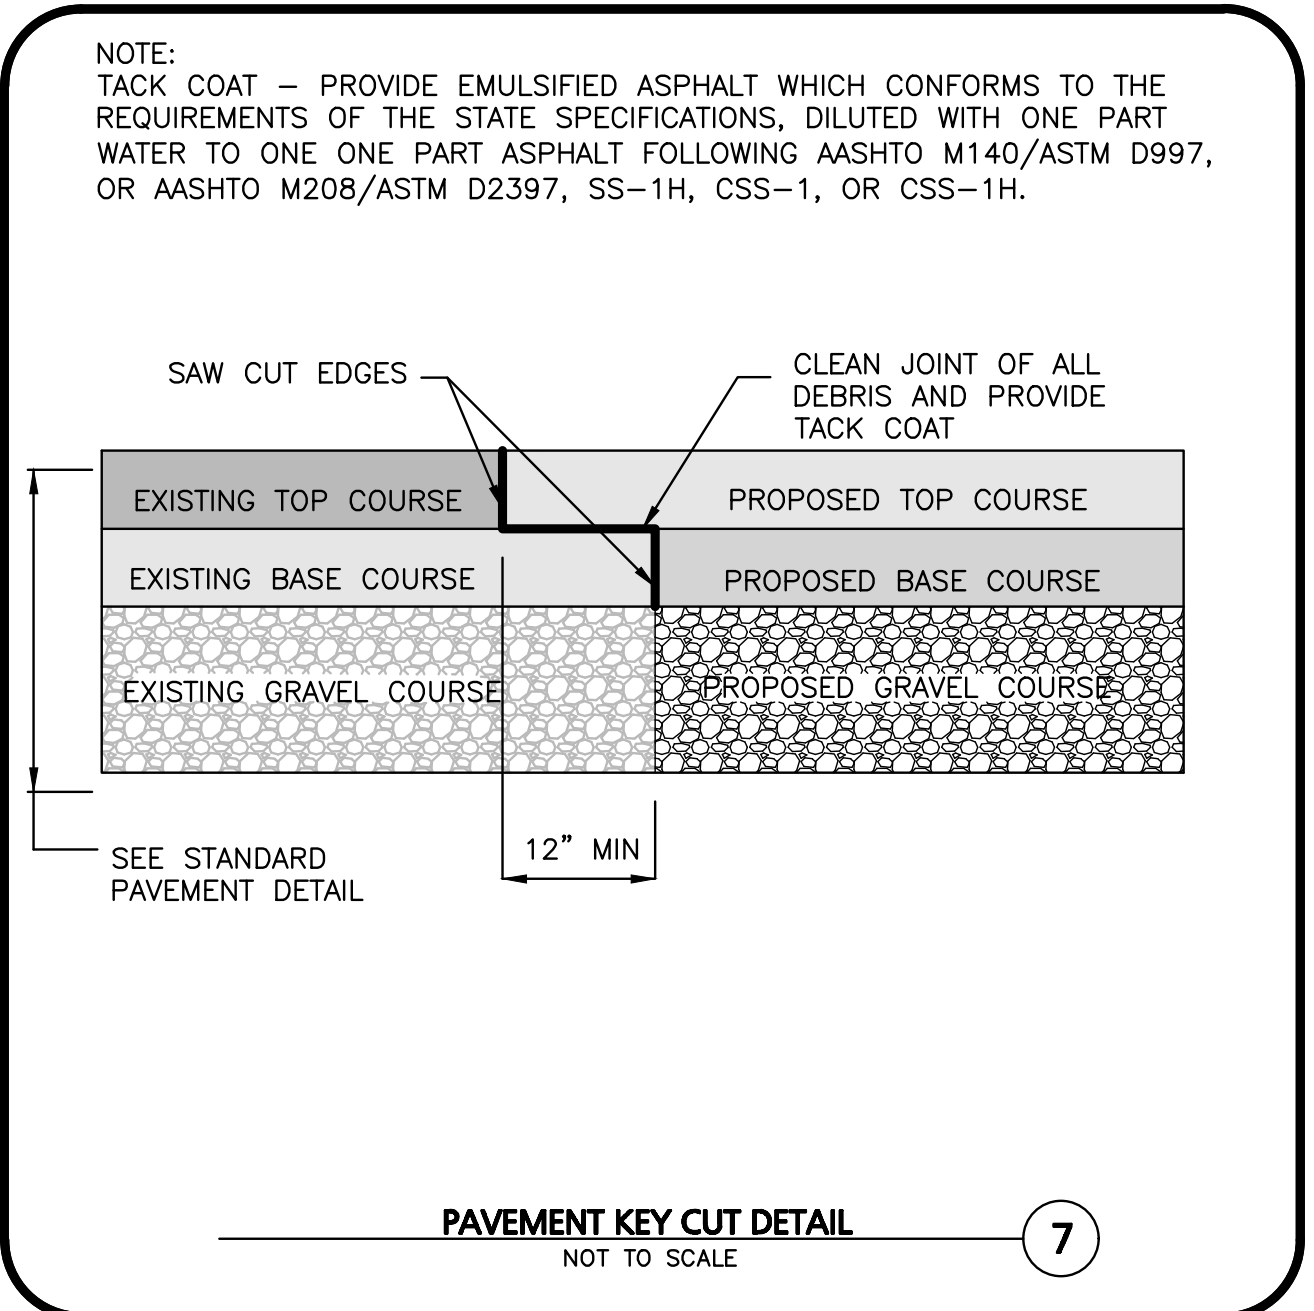 NOTE:
TACK COAT – PROVIDE EMULSIFIED ASPHALT WHICH CONFORMS TO THE
REQUIREMENTS OF THE STATE SPECIFICATIONS, DILUTED WITH ONE PART
WATER TO ONE ONE PART ASPHALT FOLLOWING AASHTO M140/ASTM D997,
OR AASHTO M208/ASTM D2397, SS–1H, CSS–1, OR CSS–1H.
SAW CUT EDGES
CLEAN JOINT OF ALL
DEBRIS AND PROVIDE
TACK COAT
EXISTING TOP COURSE
PROPOSED TOP COURSE
EXISTING BASE COURSE
PROPOSED BASE COURSE
EXISTING GRAVEL COURSE
PROPOSED GRAVEL COURSE
12” MIN
SEE STANDARD
PAVEMENT DETAIL
PAVEMENT KEY CUT DETAIL
NOT TO SCALE
7